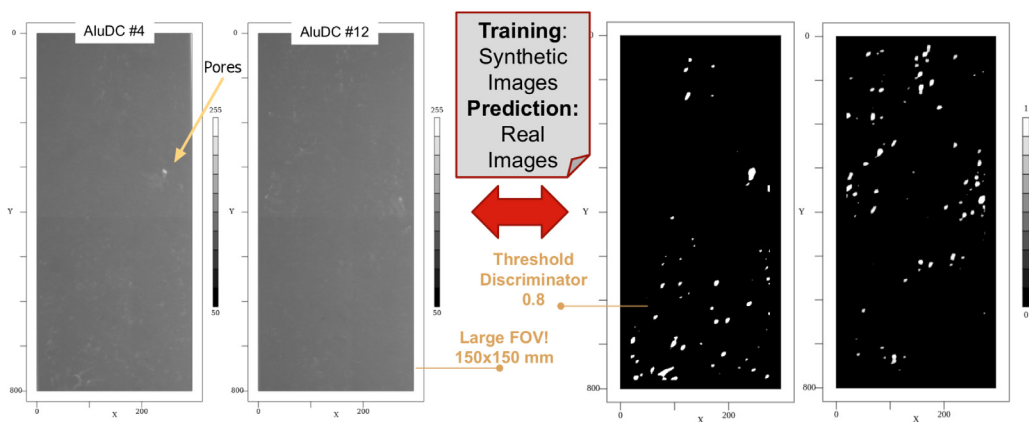 AluDC #4
AluDC #12
Pores
0
Y
800
0
200
X
255
50
0
Y
800
0
200
X
255
50
Training:
Synthetic
Images
Prediction:
Real
Images
Threshold
Discriminator
0.8
Large FOV!
150x150 mm
0
Y
800
0
200
X
0
Y
800
0
200
X
0